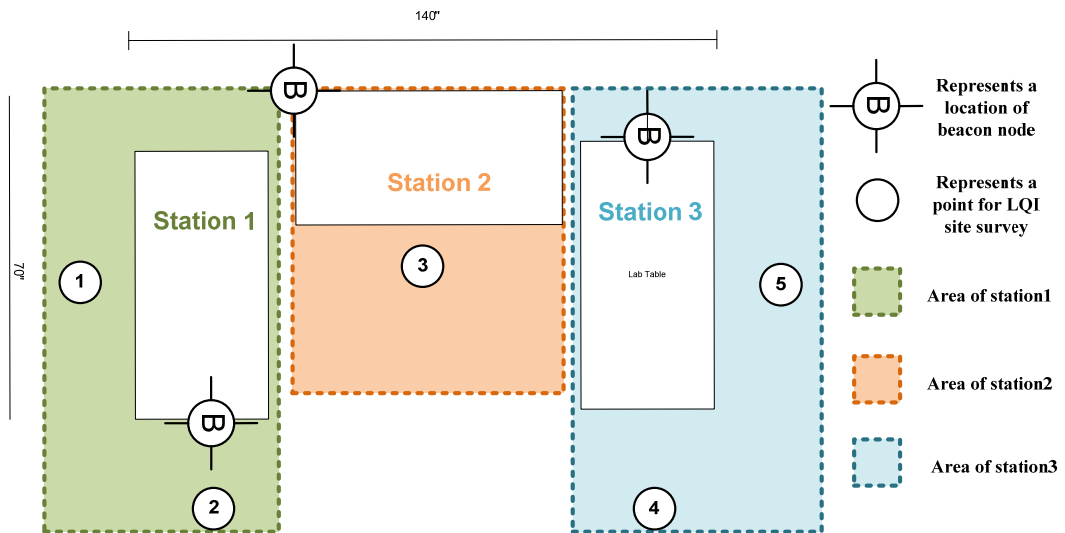 140"
70"
B
B
B
Station 1
Station 2
Station 3
Lab Table
1
2
3
4
5
B
Represents a
location of
beacon node
Represents a
point for LQI
site survey
Area of station1
Area of station2
Area of station3